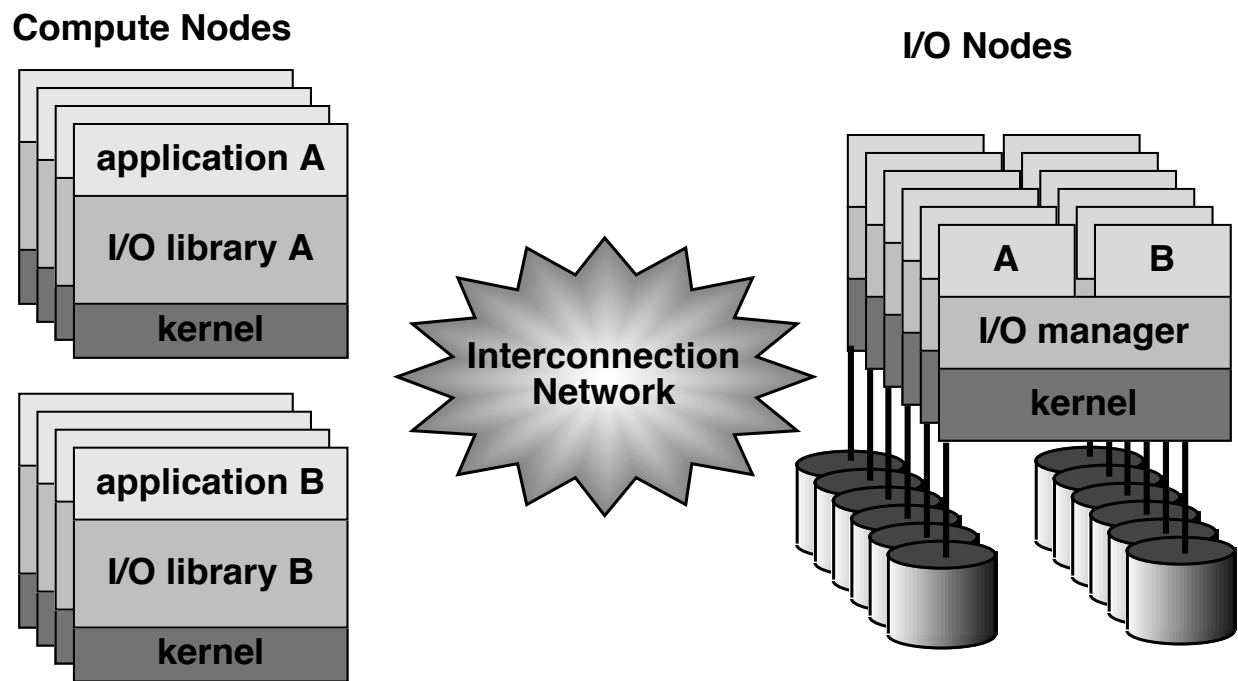 Compute Nodes
application A
I/O library A
kernel
application B
I/O library B
kernel
Interconnection
Network
I/O Nodes
A
B
I/O manager
kernel